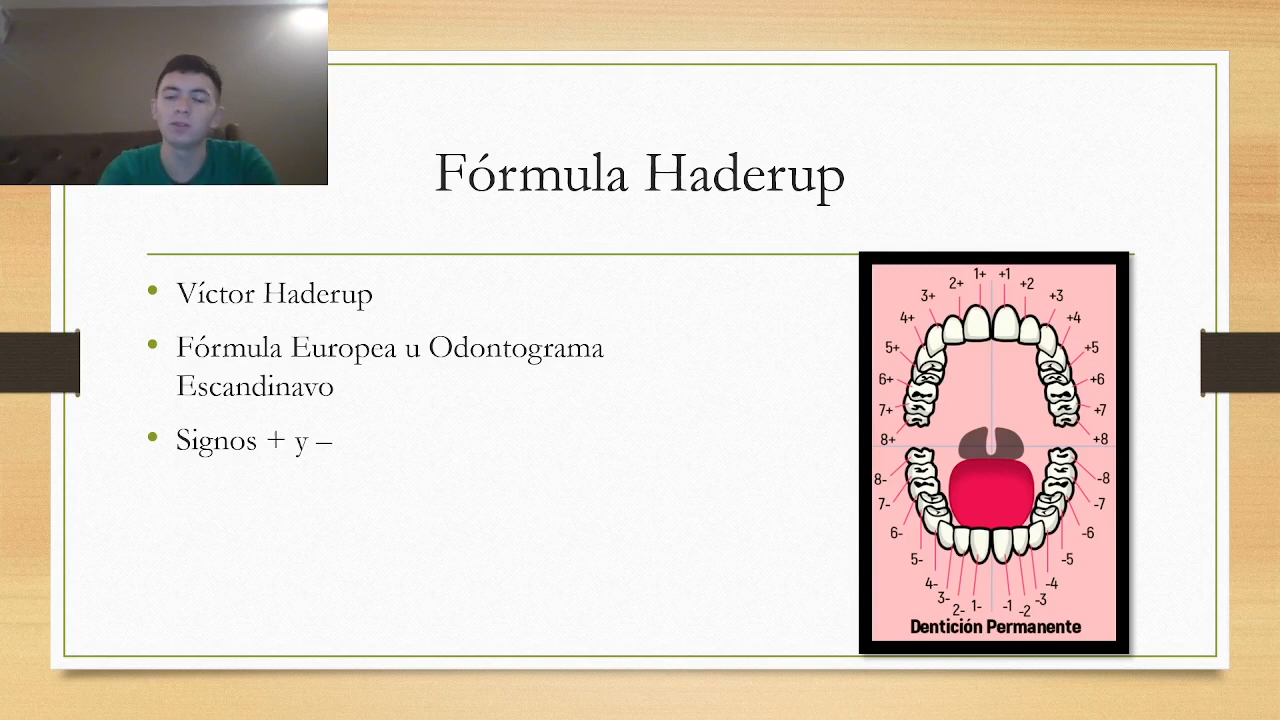 Fórmula Haderup
Víctor Haderup
Fórmula Europea u Odontograma
Escandinavo
Signos + y –
1+ +1
2+ +2
3+ +3
4+ +4
5+ +5
6+ +6
7+ +7
8+ +8
8- -8
7- -7
6- -6
5- -5
4- -4
3- -3
2- 1- -1 -2
Dentición Permanente